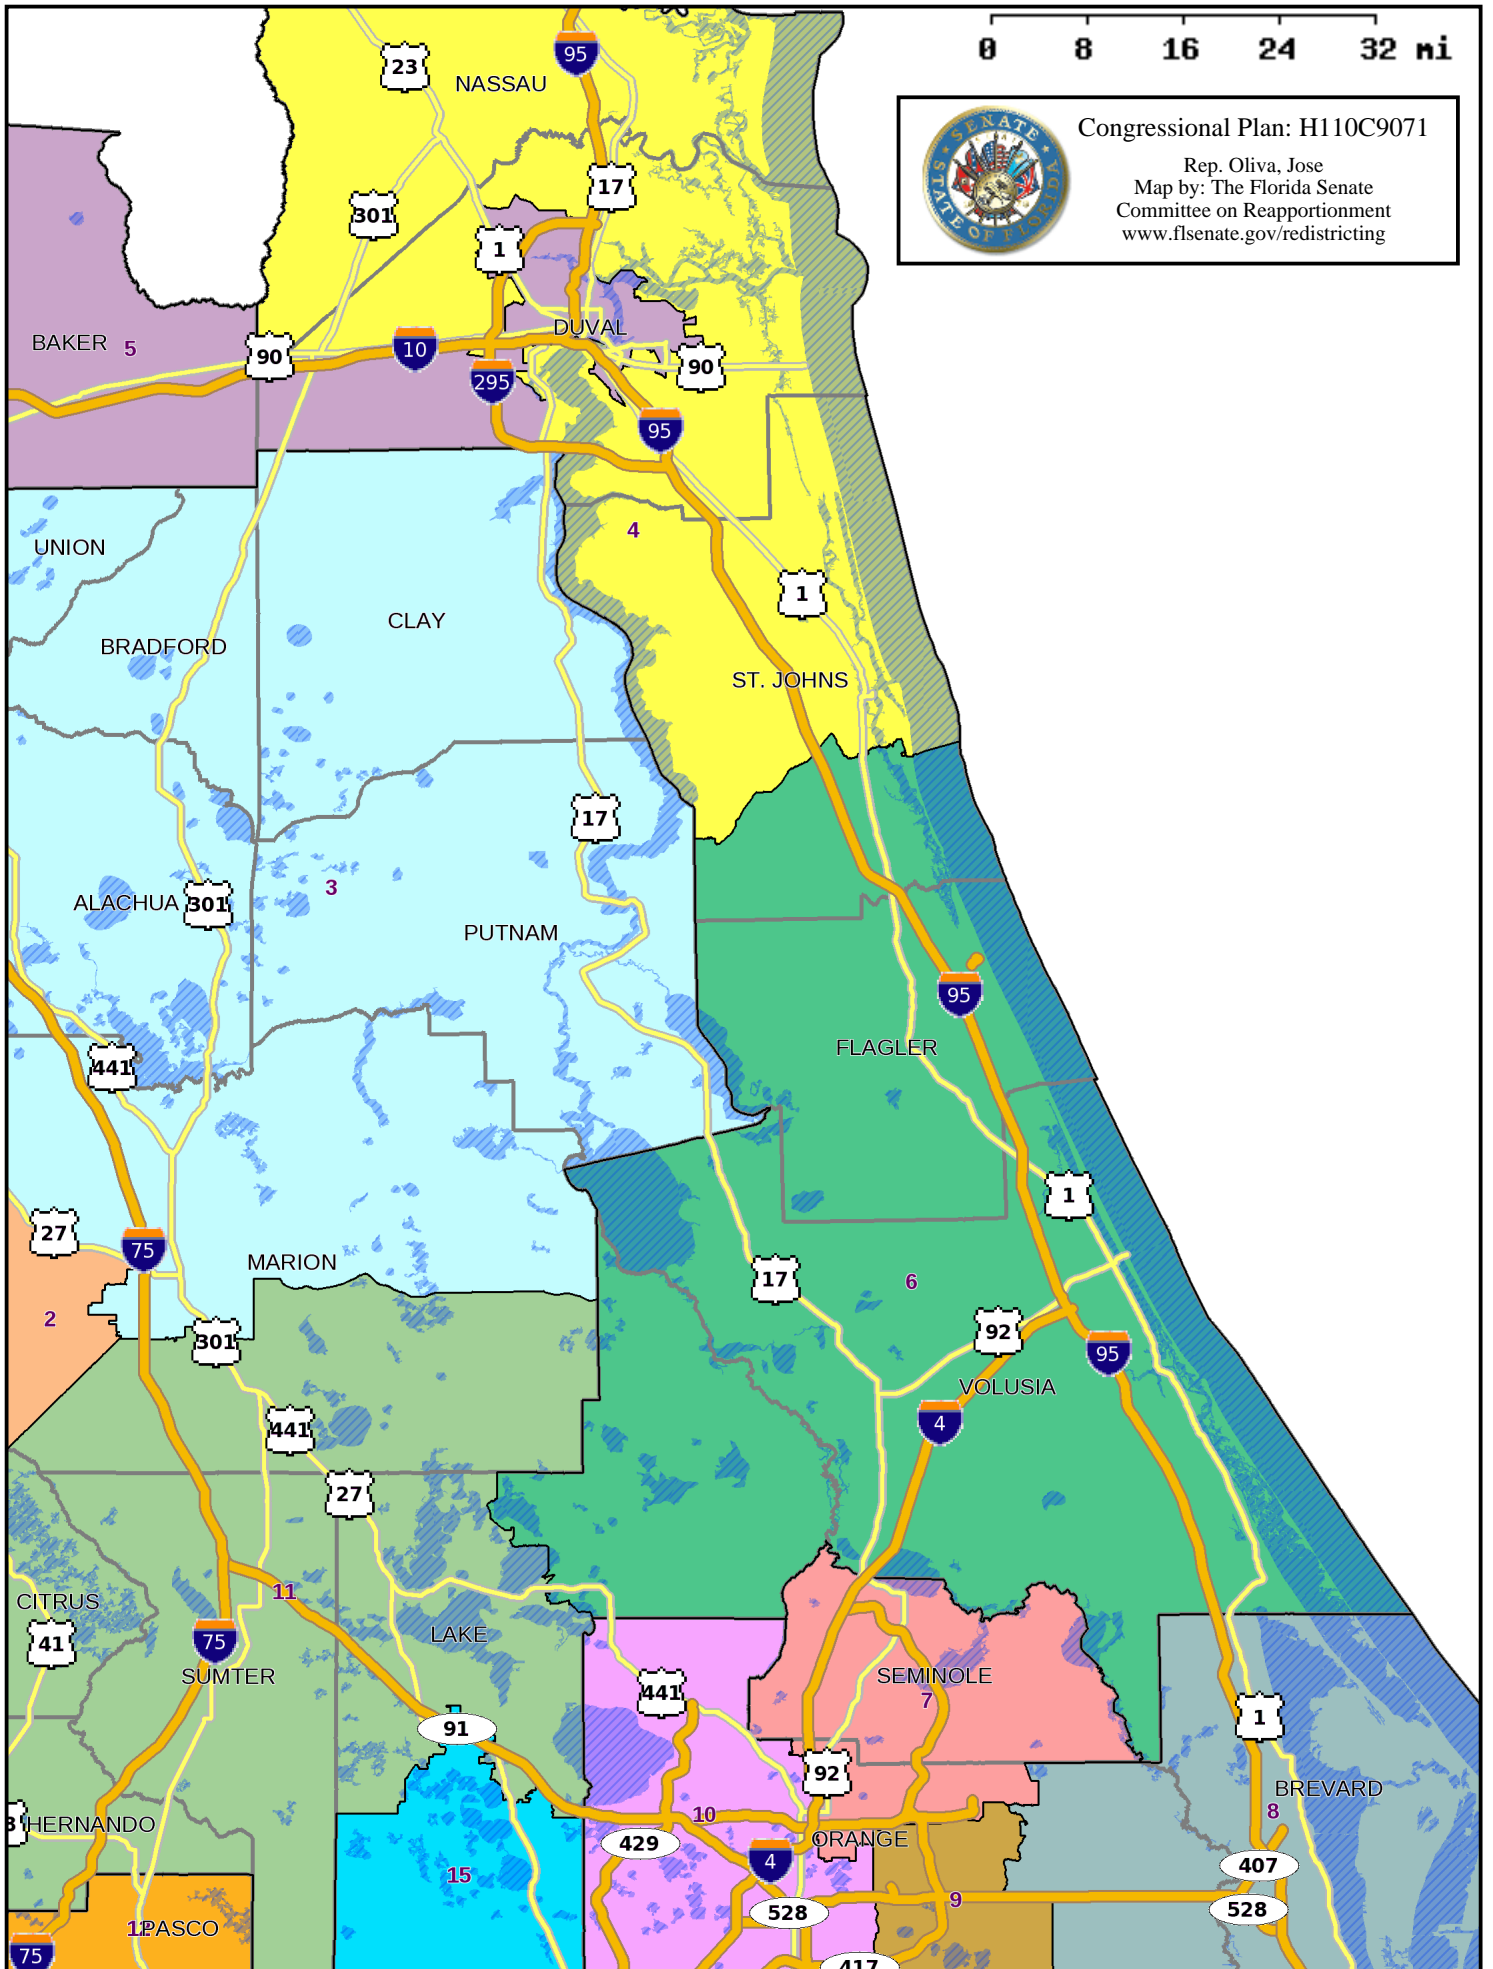 0 8 16 24 32 mi
Congressional Plan: H110C9071
Rep. Oliva, Jose
Map by: The Florida Senate
Committee on Reapportionment
www.flsenate.gov/redistricting
SENATE
STATE OF FLORIDA
95
23
NASSAU
17
301
1
DUVAL
BAKER 5
90
10
90
295
95
4
UNION
1
CLAY
BRADFORD
ST. JOHNS
17
3
ALACHUA
301
PUTNAM
95
FLAGLER
441
1
27
75
MARION
17
6
2
301
92
95
VOLUSIA
4
441
27
11
CITRUS
41
75
LAKE
SUMTER
SEMINOLE
7
441
1
91
92
BREVARD
8
10
HERNANDO
429
ORANGE
4
407
15
9
528
528
PASCO
75
417